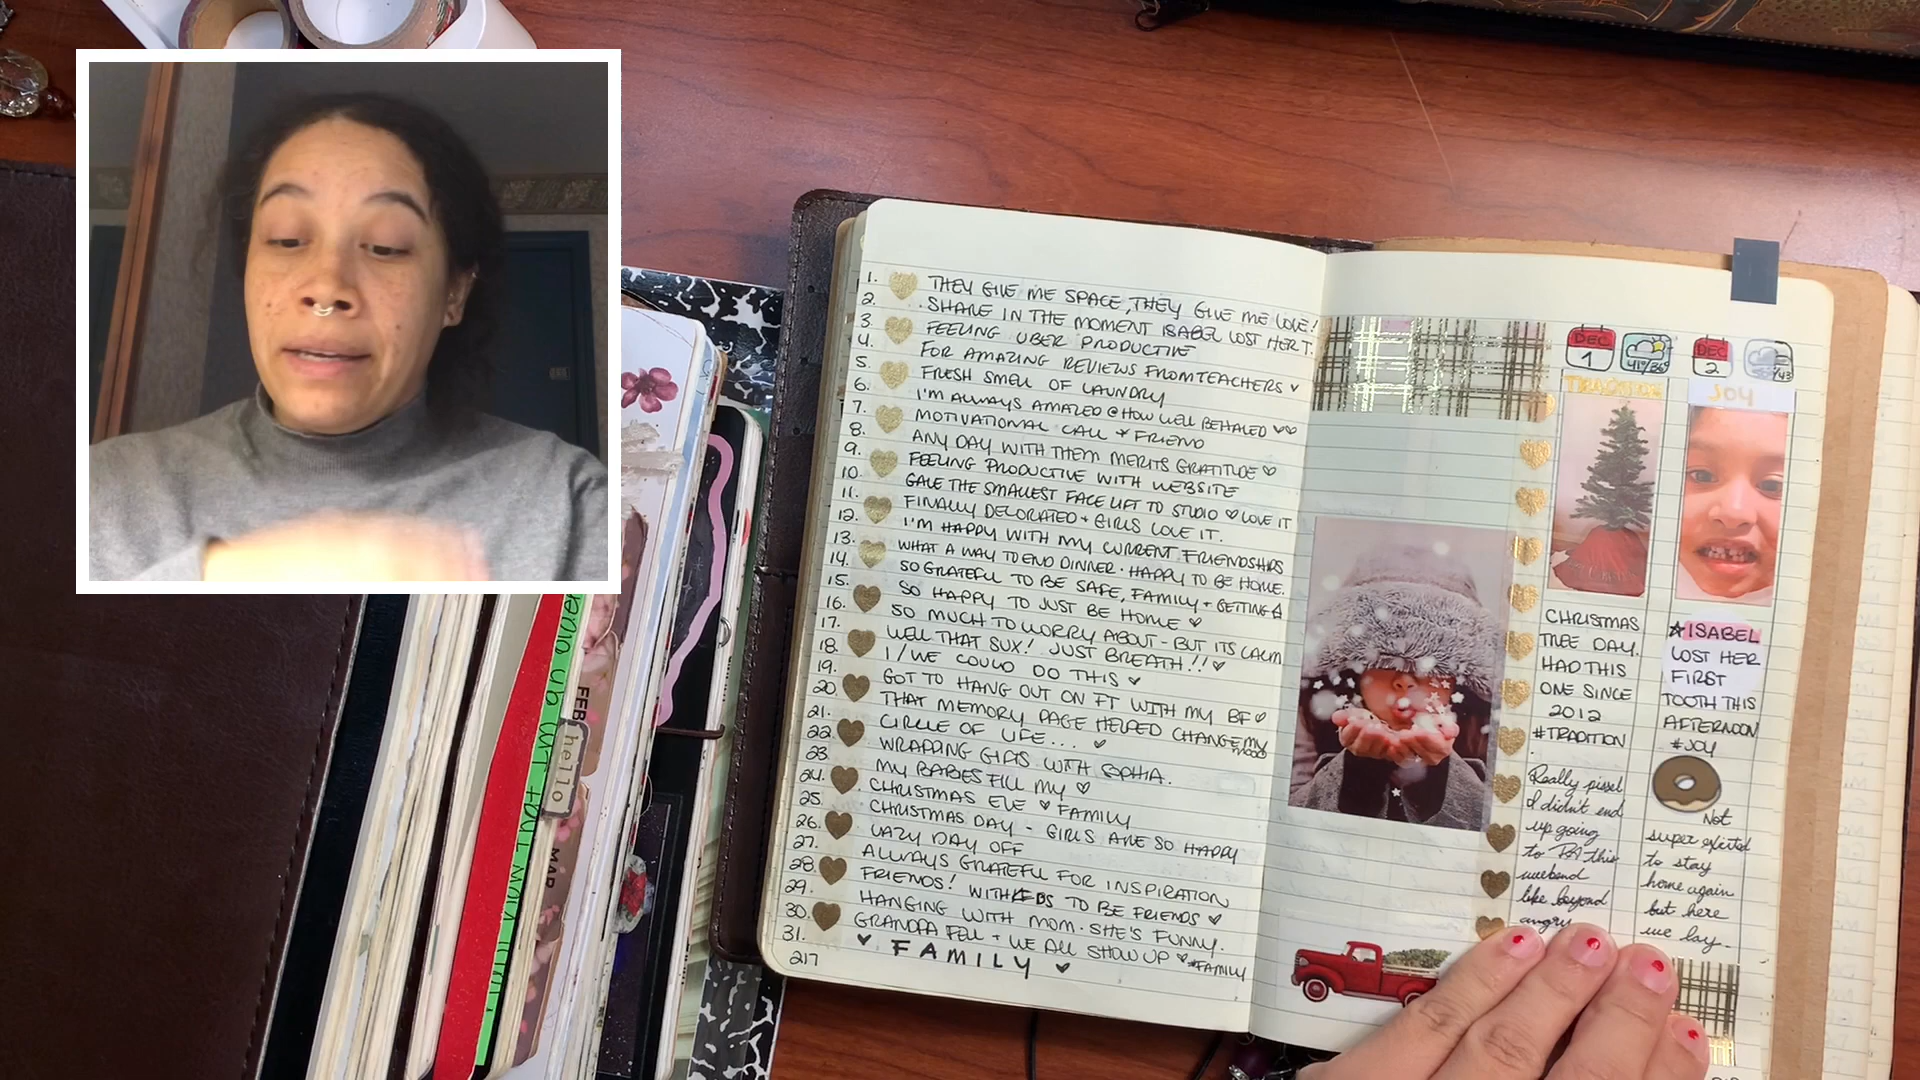 1. THEY GIVE ME SPACE, THEY GIVE ME LOVE!
2. SHARE IN THE MOMENT ISABEL LOST HER T.
3. FEELING UBER PRODUCTIVE
4. FOR AMAZING REVIEWS FROM TEACHERS ♥
5. FRESH SMELL OF LAUNDRY
6. I'M ALWAYS AMAZED @ HOW WELL BEHAVED ♡♡
7. MOTIVATIONAL CALL + FRIEND
8. ANY DAY WITH THEM MERITS GRATITUDE ♡
9. FEELING PRODUCTIVE WITH WEBSITE
10. GAVE THE SMALLEST FACE LIFT TO STUDIO ♡ LOVE IT
11. FINALLY DECORATED + GIRLS LOVE IT.
12. I'M HAPPY WITH MY CURRENT FRIENDSHIPS
13. WHAT A WAY TO END DINNER. HAPPY TO BE HOME.
14. SO GRATEFUL TO BE SAFE, FAMILY + GETTING
15. SO HAPPY TO JUST BE HOME ♥
16. SO MUCH TO WORRY ABOUT - BUT ITS CALM
17. WELL THAT SUX! JUST BREATH!!! ♡
18. I/WE COULD DO THIS ♥
19. GOT TO HANG OUT ON FT WITH MY BF ♡
20. THAT MEMORY PAGE HELPED CHANGE MY MOOD
21. CIRCLE OF LIFE... ♥
22. WRAPPING GIFTS WITH SOPHIA.
23. MY BABIES FILL MY ♡
24. CHRISTMAS EVE ♥ FAMILY
25. CHRISTMAS DAY - GIRLS ARE SO HAPPY
26. LAZY DAY OFF
27. ALWAYS GRATEFUL FOR INSPIRATION
28. FRIENDS! WITH TO BE FRIENDS ♥
29. HANGING WITH MOM. SHE'S FUNNY.
30. GRANDPA FELL + WE ALL SHOW UP ♥ #FAMILY
31. ♥ FAMILY ♥
217
DEC
1
41°/36°
TRADITION
CHRISTMAS
TREE DAY.
HAD THIS
ONE SINCE
2012
#TRADITION
Really pissed
I didn't end
up going
to PA this
weekend
like beyond
angry
DEC
2
JOY
★ISABEL
LOST HER
FIRST
TOOTH THIS
AFTERNOON
#JOY
Not
super excited
to stay
home again
but here
we lay.
FEB
hello
MAR